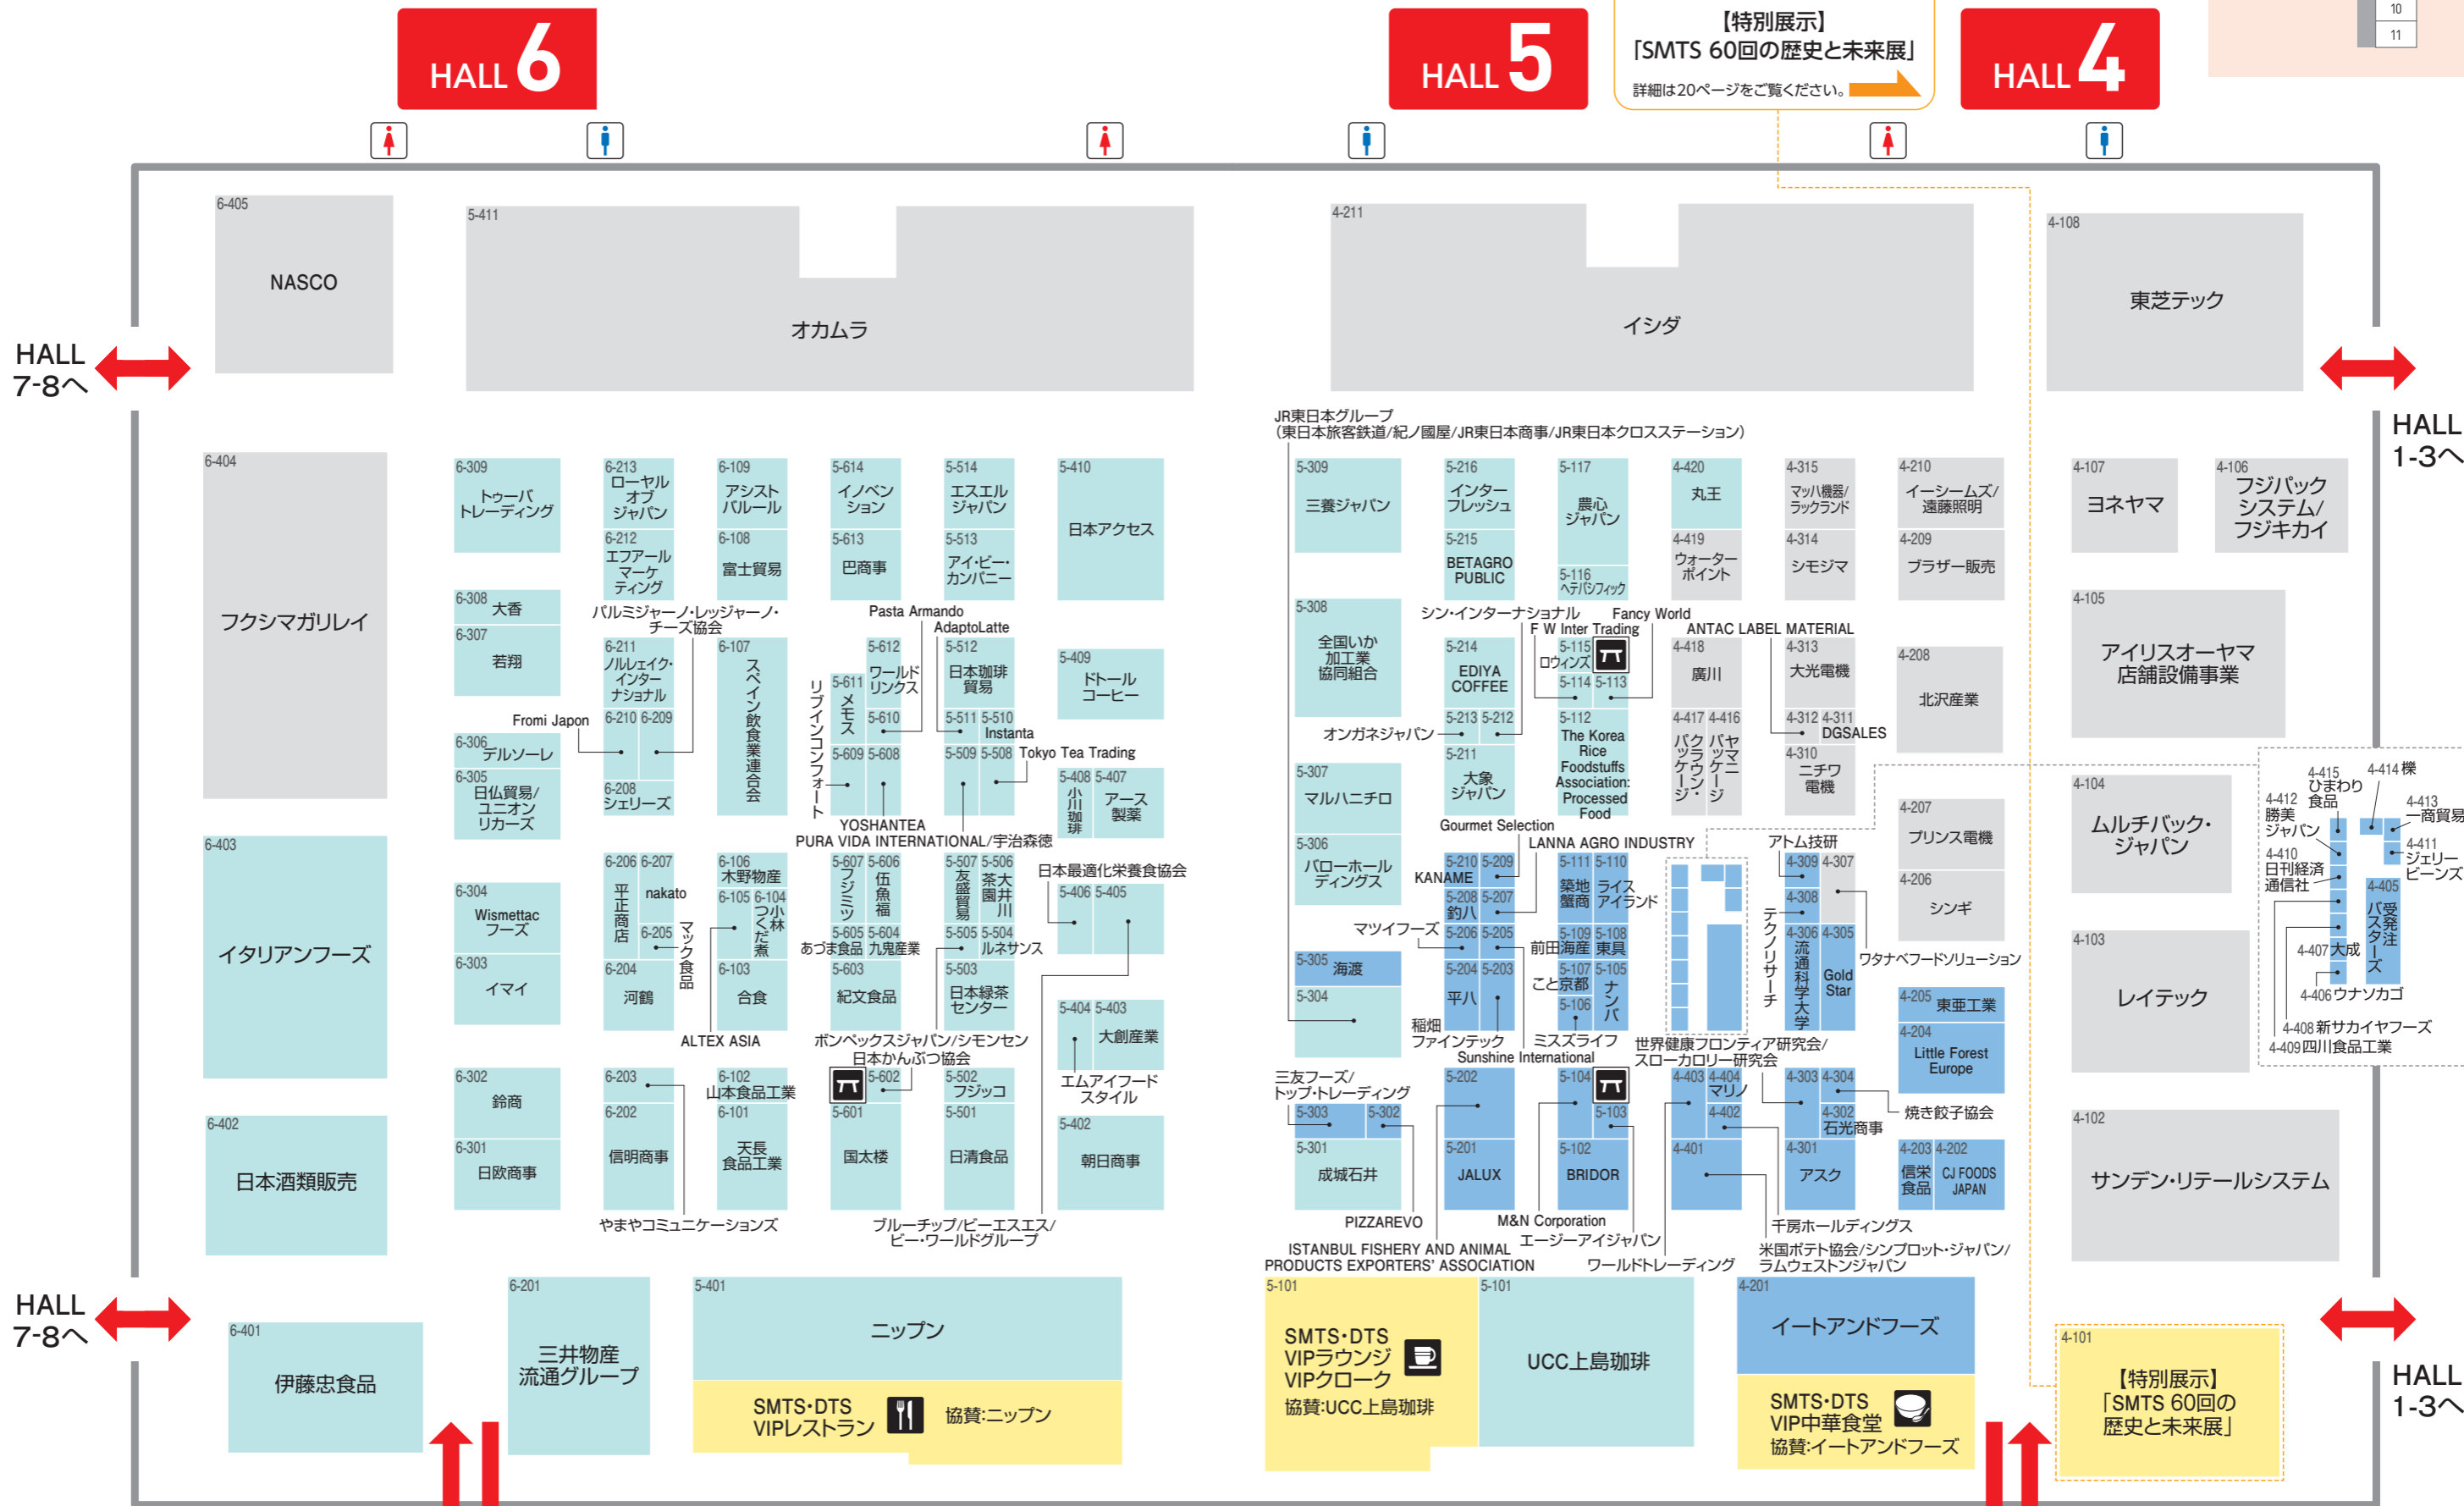 HALL 6
HALL 5
【特別展示】
「SMTS 60回の歴史と未来展」
詳細は20ページをご覧ください。
HALL 4
10
11
6-405
NASCO
5-411
オカムラ
4-211
イシダ
4-108
東芝テック
HALL
7-8へ
HALL
1-3へ
JR東日本グループ
（東日本旅客鉄道/紀ノ國屋/JR東日本商事/JR東日本クロスステーション）
6-404
フクシマガリレイ
6-403
イタリアンフーズ
6-402
日本酒類販売
6-401
伊藤忠食品
HALL
7-8へ
6-309
トゥーバ
トレーディング
6-308
大香
6-307
若翔
6-306
デルソーレ
6-305
日仏貿易/
ユニオン
リカーズ
6-304
Wismettac
フーズ
6-303
イマイ
6-302
鈴商
6-301
日欧商事
6-213
ローヤル
オブ
ジャパン
6-212
エフアール
マーケ
ティング
パルミジャーノ・レッジャーノ・
チーズ協会
6-211
ノルレェイク・
インター
ナショナル
Fromi Japon
6-210
6-209
6-208
シェリーズ
6-206
平正商店
6-207
nakato
6-205
マック食品
6-204
河鶴
6-203
6-202
信明商事
やまやコミュニケーションズ
6-201
三井物産
流通グループ
6-109
アシスト
バルール
6-108
富士貿易
6-107
スペイン飲食業連合会
6-106
木野物産
6-105
6-104
小林つくだ煮
6-103
合食
ALTEX ASIA
6-102
山本食品工業
6-101
天長
食品工業
5-614
イノベン
ション
5-613
巴商事
Pasta Armando
AdaptoLatte
5-612
ワールド
リンクス
5-611
メモス
リブインコンフォート
5-610
5-609
5-608
YOSHANTEA
PURA VIDA INTERNATIONAL/宇治森徳
5-607
フジミツ
5-606
伍魚福
5-605
あづま食品
5-604
九鬼産業
5-603
紀文食品
ボンペックスジャパン/シモンセン
日本かんぶつ協会
5-602
5-601
国太楼
5-514
エスエル
ジャパン
5-513
アイ・ビー・
カンパニー
5-512
日本珈琲
貿易
5-511
5-510
Instanta
5-509
5-508
Tokyo Tea Trading
5-507
友盛貿易
5-506
大井川茶園
5-505
5-504
ルネサンス
5-503
日本緑茶
センター
5-502
フジッコ
5-501
日清食品
ブルーチップ/ビーエスエス/
ビー・ワールドグループ
5-410
日本アクセス
5-409
ドトール
コーヒー
5-408
小川珈琲
5-407
アース
製薬
日本最適化栄養食協会
5-406
5-405
5-404
5-403
大創産業
エムアイフード
スタイル
5-402
朝日商事
5-401
ニップン
SMTS・DTS
VIPレストラン
協賛:ニップン
5-309
三養ジャパン
5-308
全国いか
加工業
協同組合
5-307
マルハニチロ
5-306
バローホール
ディングス
5-305
海渡
5-304
三友フーズ/
トップ・トレーディング
5-303
5-302
5-301
成城石井
PIZZAREVO
5-216
インター
フレッシュ
5-215
BETAGRO
PUBLIC
シン・インターナショナル
5-214
EDIYA
COFFEE
オンガネジャパン
5-213
5-212
5-211
大象
ジャパン
Gourmet Selection
5-210
5-209
KANAME
5-208
釣八
5-207
マツイフーズ
5-206
5-205
5-204
平八
5-203
稲畑
ファインテック
Sunshine International
5-202
5-201
JALUX
ISTANBUL FISHERY AND ANIMAL
PRODUCTS EXPORTERS' ASSOCIATION
5-117
農心
ジャパン
5-116
ヘテパシフィック
F W Inter Trading
Fancy World
5-115
ロウィンズ
5-114
5-113
5-112
The Korea
Rice
Foodstuffs
Association:
Processed
Food
LANNA AGRO INDUSTRY
5-111
築地
蟹商
5-110
ライス
アイランド
5-109
前田海産
5-108
東具
5-107
こと京都
5-106
5-105
ナンバ
ミスズライフ
5-104
5-103
5-102
BRIDOR
M&N Corporation
エージーアイジャパン
5-101
SMTS・DTS
VIPラウンジ
VIPクローク
協賛:UCC上島珈琲
5-101
UCC上島珈琲
4-420
丸王
4-419
ウォーター
ポイント
ANTAC LABEL MATERIAL
4-418
廣川
4-417
クラウン・パッケージ
4-416
ヤマニパッケージ
世界健康フロンティア研究会/
スローカロリー研究会
4-403
4-404
マリノ
4-402
4-401
ワールドトレーディング
4-315
マッハ機器/
ラックランド
4-314
シモジマ
4-313
大光電機
4-312
4-311
DGSALES
4-310
ニチワ
電機
アトム技研
4-309
4-307
4-308
テクノリサーチ
4-306
流通科学大学
4-305
Gold
Star
ワタナベフードソリューション
4-303
4-304
焼き餃子協会
4-302
石光商事
4-301
アスク
千房ホールディングス
米国ポテト協会/シンプロット・ジャパン/
ラムウェストンジャパン
4-210
イーシームズ/
遠藤照明
4-209
ブラザー販売
4-208
北沢産業
4-207
プリンス電機
4-206
シンギ
4-205
東亜工業
4-204
Little Forest
Europe
4-203
信栄
食品
4-202
CJ FOODS
JAPAN
4-201
イートアンドフーズ
SMTS・DTS
VIP中華食堂
協賛:イートアンドフーズ
4-107
ヨネヤマ
4-106
フジパック
システム/
フジキカイ
4-105
アイリスオーヤマ
店舗設備事業
4-104
ムルチバック・
ジャパン
4-103
レイテック
4-102
サンデン・リテールシステム
4-101
【特別展示】
「SMTS 60回の
歴史と未来展」
4-415
ひまわり
食品
4-414 櫟
4-412
勝美
ジャパン
4-413
一商貿易
4-410
日刊経済
通信社
4-411
ジェリー
ビーンズ
4-405
受発注バスターズ
4-407 大成
4-406 ウナソカゴ
4-408 新サカイヤフーズ
4-409 四川食品工業
HALL
1-3へ